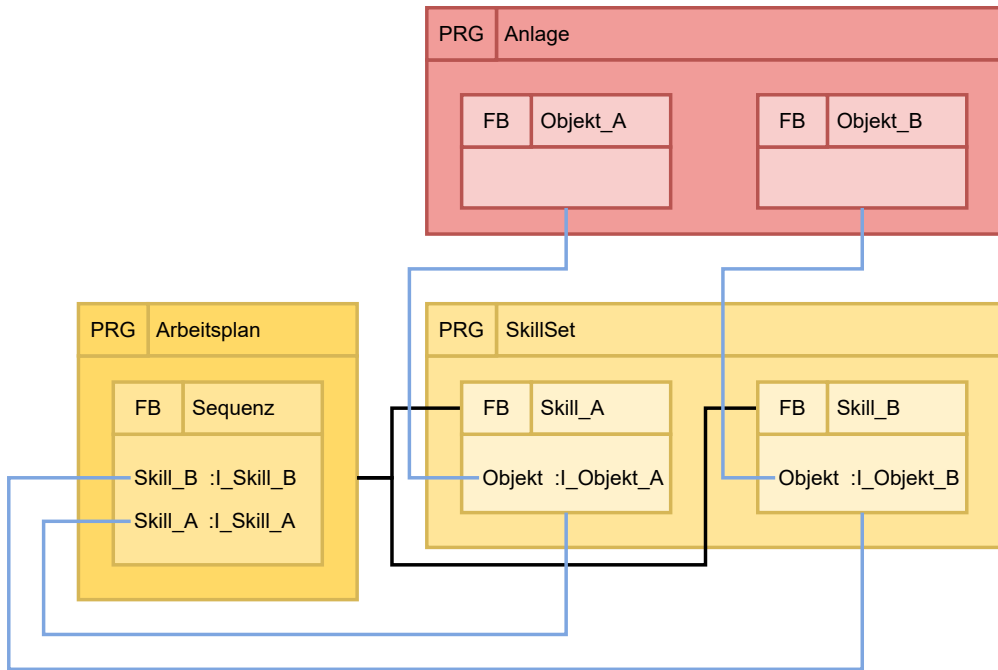 PRG Anlage
FB Objekt_A
FB Objekt_B
PRG Arbeitsplan
FB Sequenz
Skill_B :I_Skill_B
Skill_A :I_Skill_A
PRG SkillSet
FB Skill_A
Objekt :I_Objekt_A
FB Skill_B
Objekt :I_Objekt_B